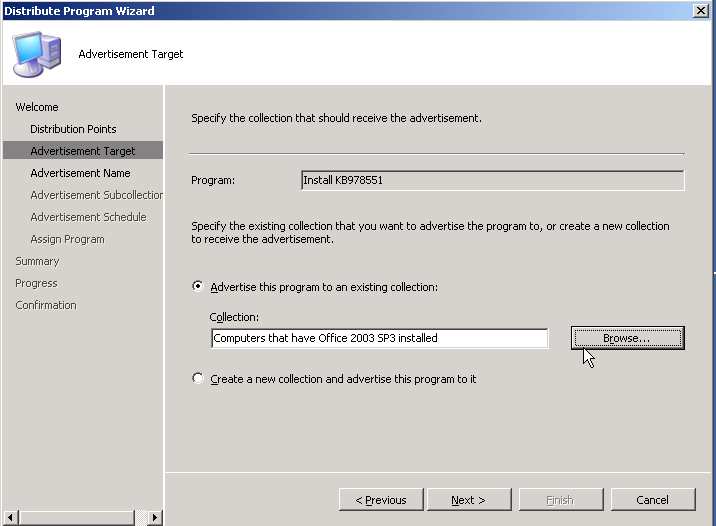 Distribute Program Wizard
Advertisement Target
Welcome
Distribution Points
Advertisement Target
Advertisement Name
Advertisement Subcollection
Advertisement Schedule
Assign Program
Summary
Progress
Confirmation
Specify the collection that should receive the advertisement.
Program:
Install KB978551
Specify the existing collection that you want to advertise the program to, or create a new collection
to receive the advertisement.
Advertise this program to an existing collection:
Collection:
Computers that have Office 2003 SP3 installed
Browse...
Create a new collection and advertise this program to it
< Previous
Next >
Finish
Cancel